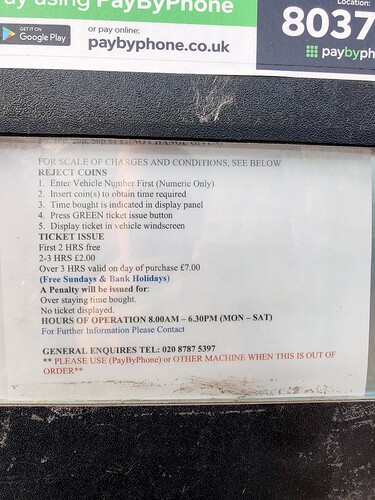 ay using PayByPhone
GET IT ON
Google Play
or pay online:
paybyphone.co.uk
Location:
8037
payby ph
FOR SCALE OF CHARGES AND CONDITIONS, SEE BELOW
REJECT COINS
1. Enter Vehicle Number First (Numeric Only)
2. Insert coin(s) to obtain time required
3. Time bought is indicated in display panel
4. Press GREEN ticket issue button
5. Display ticket in vehicle windscreen
TICKET ISSUE
First 2 HRS free
2-3 HRS £2.00
Over 3 HRS valid on day of purchase £7.00
(Free Sundays & Bank Holidays)
A Penalty will be issued for:
Over staying time bought.
No ticket displayed.
HOURS OF OPERATION 8.00AM – 6.30PM (MON – SAT)
For Further Information Please Contact
GENERAL ENQUIRES TEL: 020 8787 5397
** PLEASE USE (PayByPhone) or OTHER MACHINE WHEN THIS IS OUT OF
ORDER**